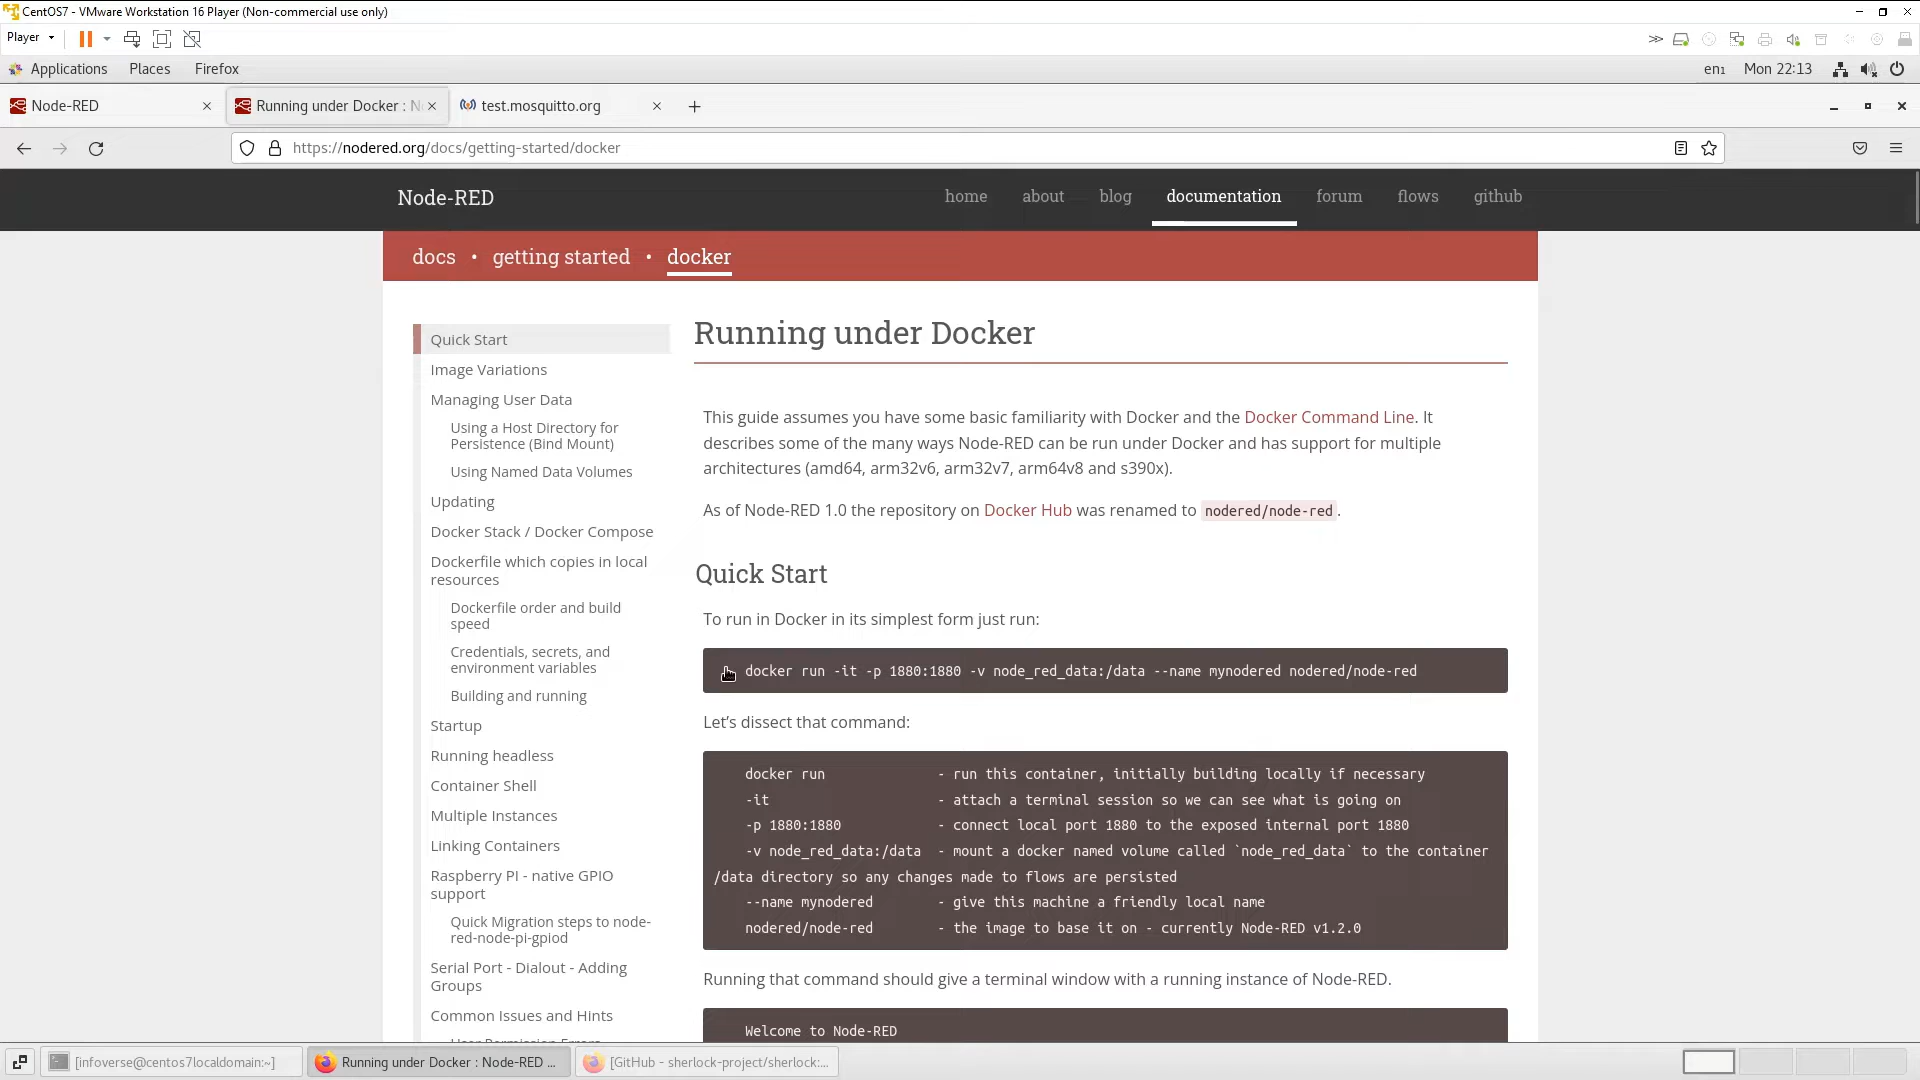 CentOS7 - VMware Workstation 16 Player (Non-commercial use only)
Player
Applications Places Firefox en1 Mon 22:13
Node-RED
Running under Docker : N
test.mosquitto.org
https://nodered.org/docs/getting-started/docker
Node-RED home about blog documentation forum flows github
docs • getting started • docker
Quick Start
Image Variations
Managing User Data
Using a Host Directory for
Persistence (Bind Mount)
Using Named Data Volumes
Updating
Docker Stack / Docker Compose
Dockerfile which copies in local
resources
Dockerfile order and build
speed
Credentials, secrets, and
environment variables
Building and running
Startup
Running headless
Container Shell
Multiple Instances
Linking Containers
Raspberry PI - native GPIO
support
Quick Migration steps to node-
red-node-pi-gpiod
Serial Port - Dialout - Adding
Groups
Common Issues and Hints
Running under Docker
This guide assumes you have some basic familiarity with Docker and the Docker Command Line. It
describes some of the many ways Node-RED can be run under Docker and has support for multiple
architectures (amd64, arm32v6, arm32v7, arm64v8 and s390x).
As of Node-RED 1.0 the repository on Docker Hub was renamed to nodered/node-red.
Quick Start
To run in Docker in its simplest form just run:
docker run -it -p 1880:1880 -v node_red_data:/data --name mynodered nodered/node-red
Let’s dissect that command:
docker run - run this container, initially building locally if necessary
-it - attach a terminal session so we can see what is going on
-p 1880:1880 - connect local port 1880 to the exposed internal port 1880
-v node_red_data:/data - mount a docker named volume called `node_red_data` to the container
/data directory so any changes made to flows are persisted
--name mynodered - give this machine a friendly local name
nodered/node-red - the image to base it on - currently Node-RED v1.2.0
Running that command should give a terminal window with a running instance of Node-RED.
Welcome to Node-RED
[infoverse@centos7localdomain:~]
Running under Docker : Node-RED ...
[GitHub - sherlock-project/sherlock:...